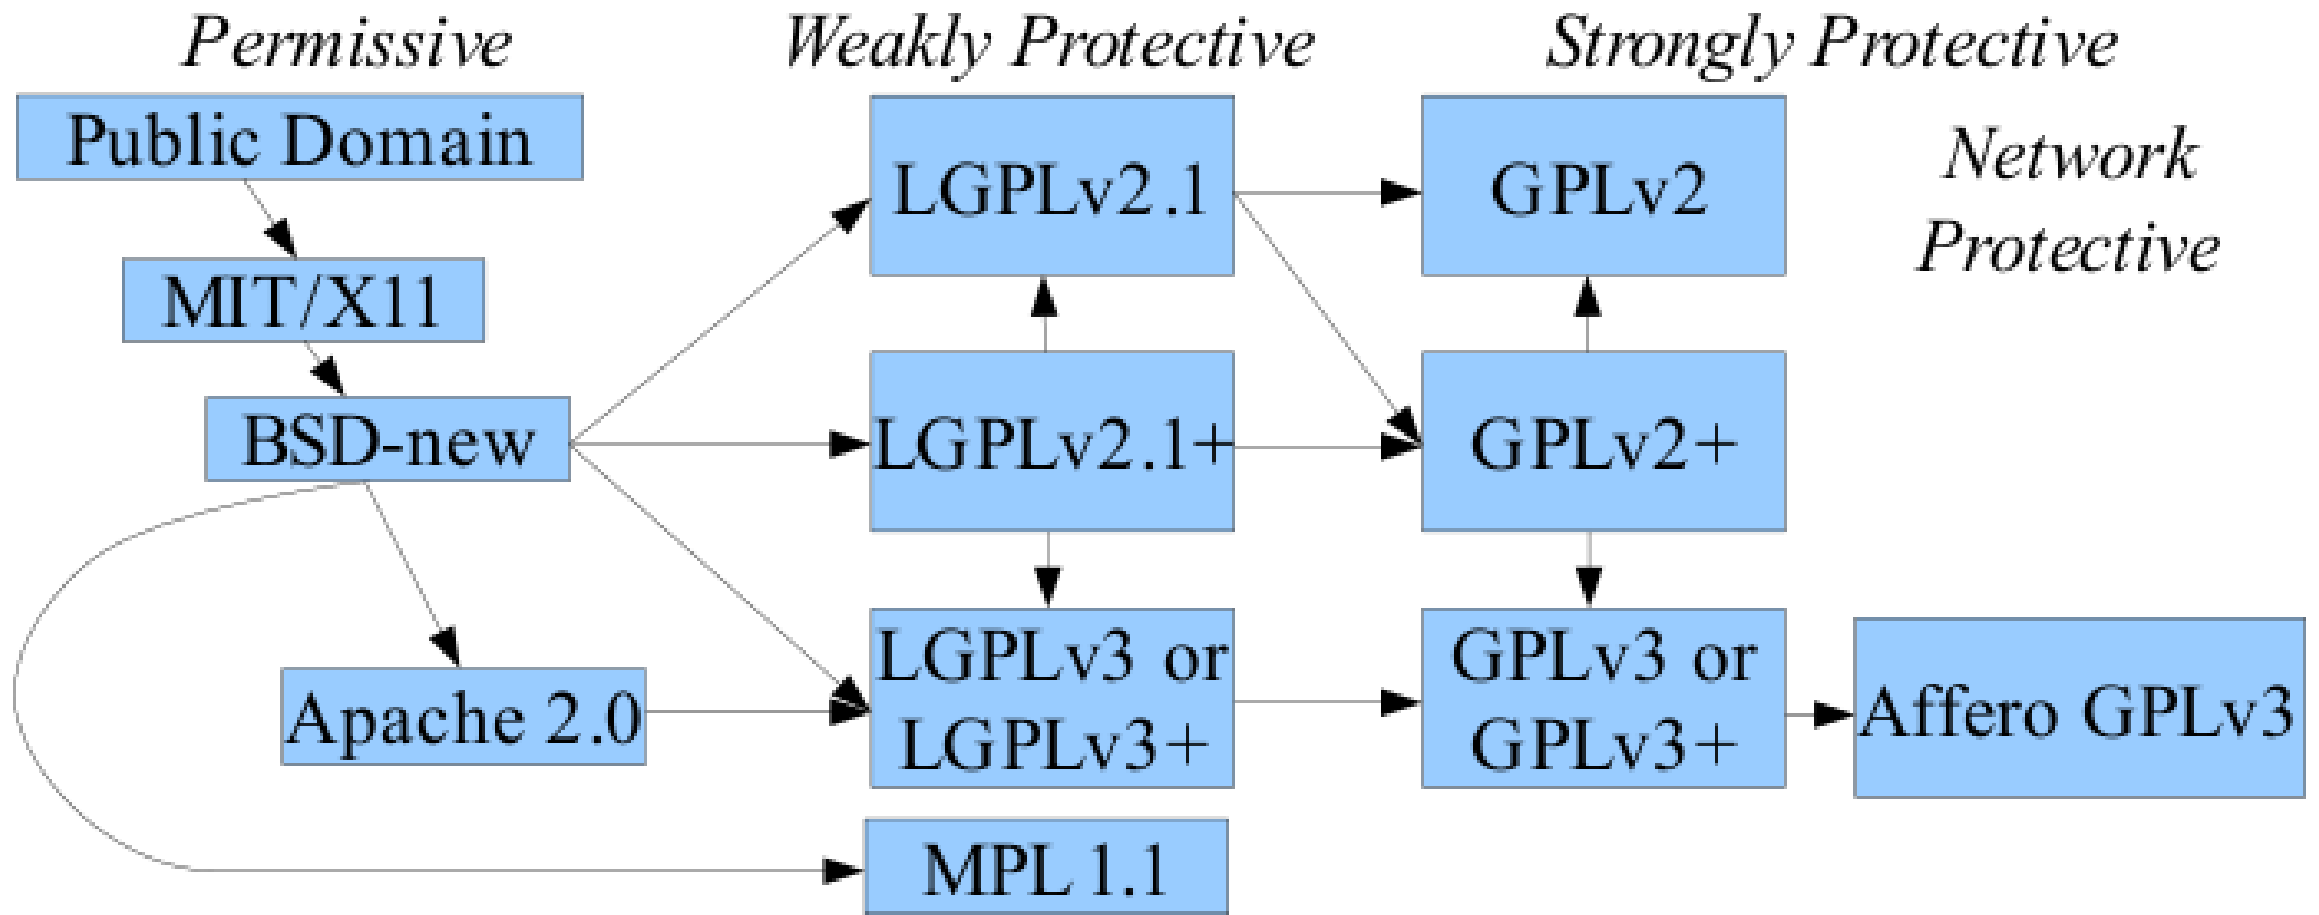 Permissive
Weakly Protective
Strongly Protective
Network
Protective
Public Domain
MIT/X11
BSD-new
Apache 2.0
LGPLv2.1
LGPLv2.1+
LGPLv3 or
LGPLv3+
MPL 1.1
GPLv2
GPLv2+
GPLv3 or
GPLv3+
Affero GPLv3